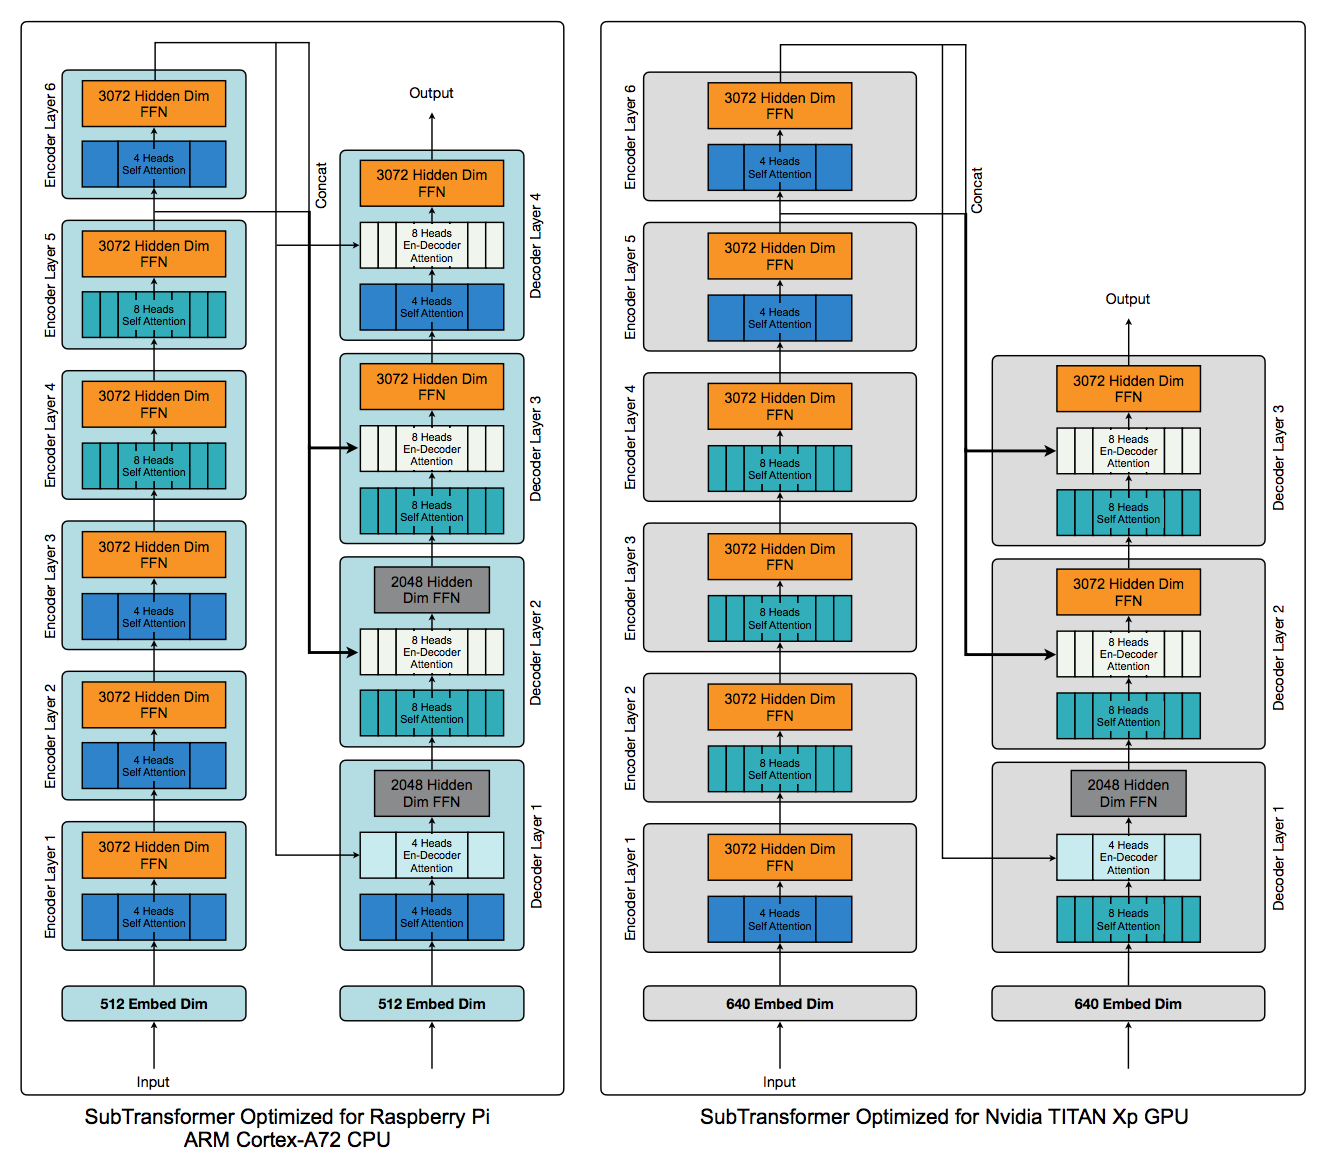 Encoder Layer 6
3072 Hidden Dim
FFN
4 Heads
Self Attention
Encoder Layer 5
3072 Hidden Dim
FFN
8 Heads
Self Attention
Encoder Layer 4
3072 Hidden Dim
FFN
8 Heads
Self Attention
Encoder Layer 3
3072 Hidden Dim
FFN
4 Heads
Self Attention
Encoder Layer 2
3072 Hidden Dim
FFN
4 Heads
Self Attention
Encoder Layer 1
3072 Hidden Dim
FFN
4 Heads
Self Attention
512 Embed Dim
Input
Concat
Output
Decoder Layer 4
3072 Hidden Dim
FFN
8 Heads
En-Decoder
Attention
4 Heads
Self Attention
Decoder Layer 3
3072 Hidden Dim
FFN
8 Heads
En-Decoder
Attention
8 Heads
Self Attention
Decoder Layer 2
2048 Hidden
Dim FFN
8 Heads
En-Decoder
Attention
8 Heads
Self Attention
Decoder Layer 1
2048 Hidden
Dim FFN
4 Heads
En-Decoder
Attention
4 Heads
Self Attention
512 Embed Dim
SubTransformer Optimized for Raspberry Pi
ARM Cortex-A72 CPU
Encoder Layer 6
3072 Hidden Dim
FFN
4 Heads
Self Attention
Encoder Layer 5
3072 Hidden Dim
FFN
4 Heads
Self Attention
Encoder Layer 4
3072 Hidden Dim
FFN
8 Heads
Self Attention
Encoder Layer 3
3072 Hidden Dim
FFN
8 Heads
Self Attention
Encoder Layer 2
3072 Hidden Dim
FFN
8 Heads
Self Attention
Encoder Layer 1
3072 Hidden Dim
FFN
4 Heads
Self Attention
640 Embed Dim
Input
Concat
Output
Decoder Layer 3
3072 Hidden Dim
FFN
8 Heads
En-Decoder
Attention
8 Heads
Self Attention
Decoder Layer 2
3072 Hidden Dim
FFN
8 Heads
En-Decoder
Attention
8 Heads
Self Attention
Decoder Layer 1
2048 Hidden
Dim FFN
4 Heads
En-Decoder
Attention
8 Heads
Self Attention
640 Embed Dim
SubTransformer Optimized for Nvidia TITAN Xp GPU